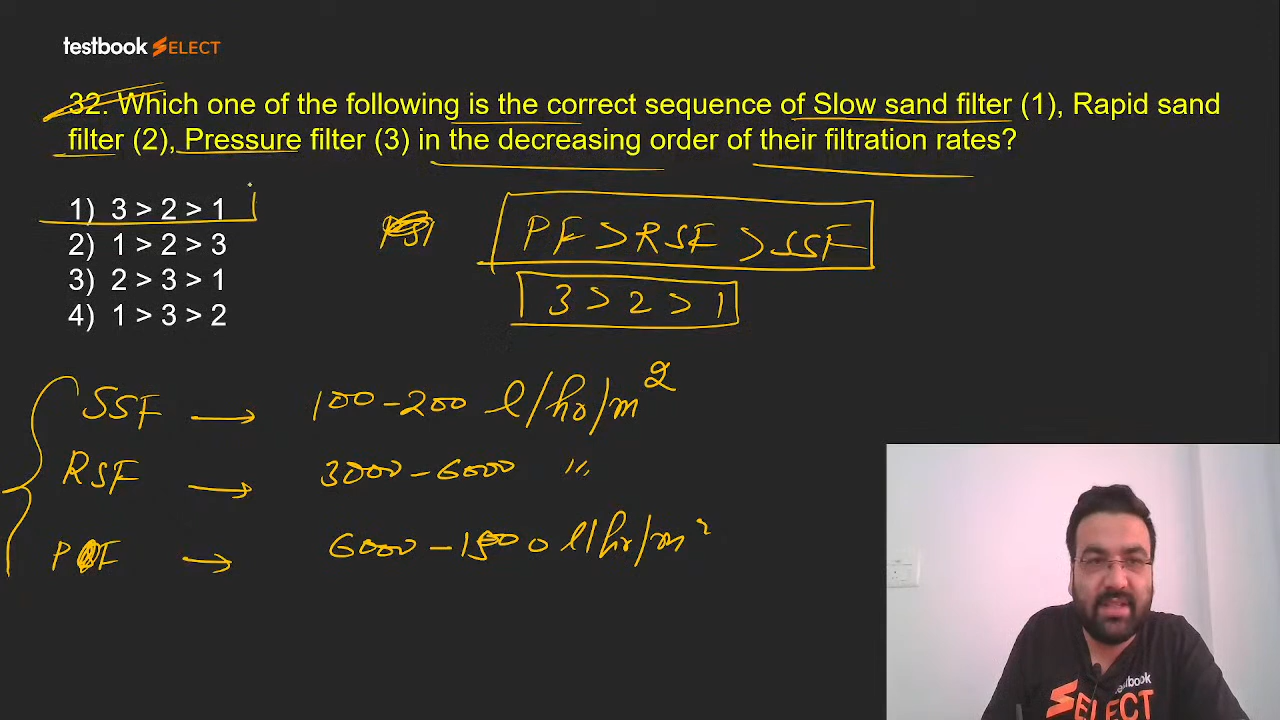 testbook SELECT
32. Which one of the following is the correct sequence of Slow sand filter (1), Rapid sand
filter (2), Pressure filter (3) in the decreasing order of their filtration rates?
1) 3 > 2 > 1
2) 1 > 2 > 3
3) 2 > 3 > 1
4) 1 > 3 > 2
PF > RSF > SSF
3 > 2 > 1
SSF → 100-200 l/hr/m²
RSF → 3000-6000 〃
PF → 6000-1500 l/hr/m²
testbook
SELECT